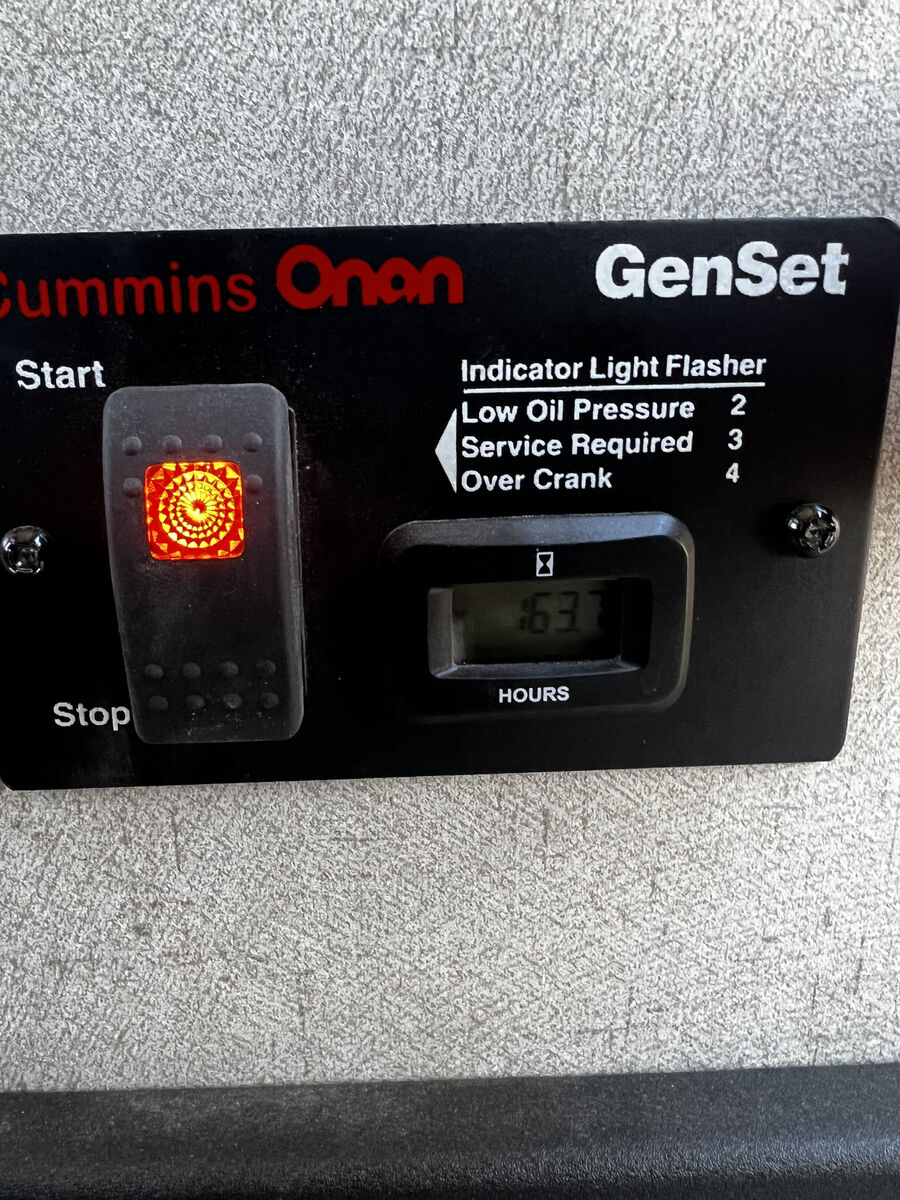 Cummins Onan
GenSet
Start
Indicator Light Flasher
Low Oil Pressure 2
Service Required 3
Over Crank 4
Stop
HOURS